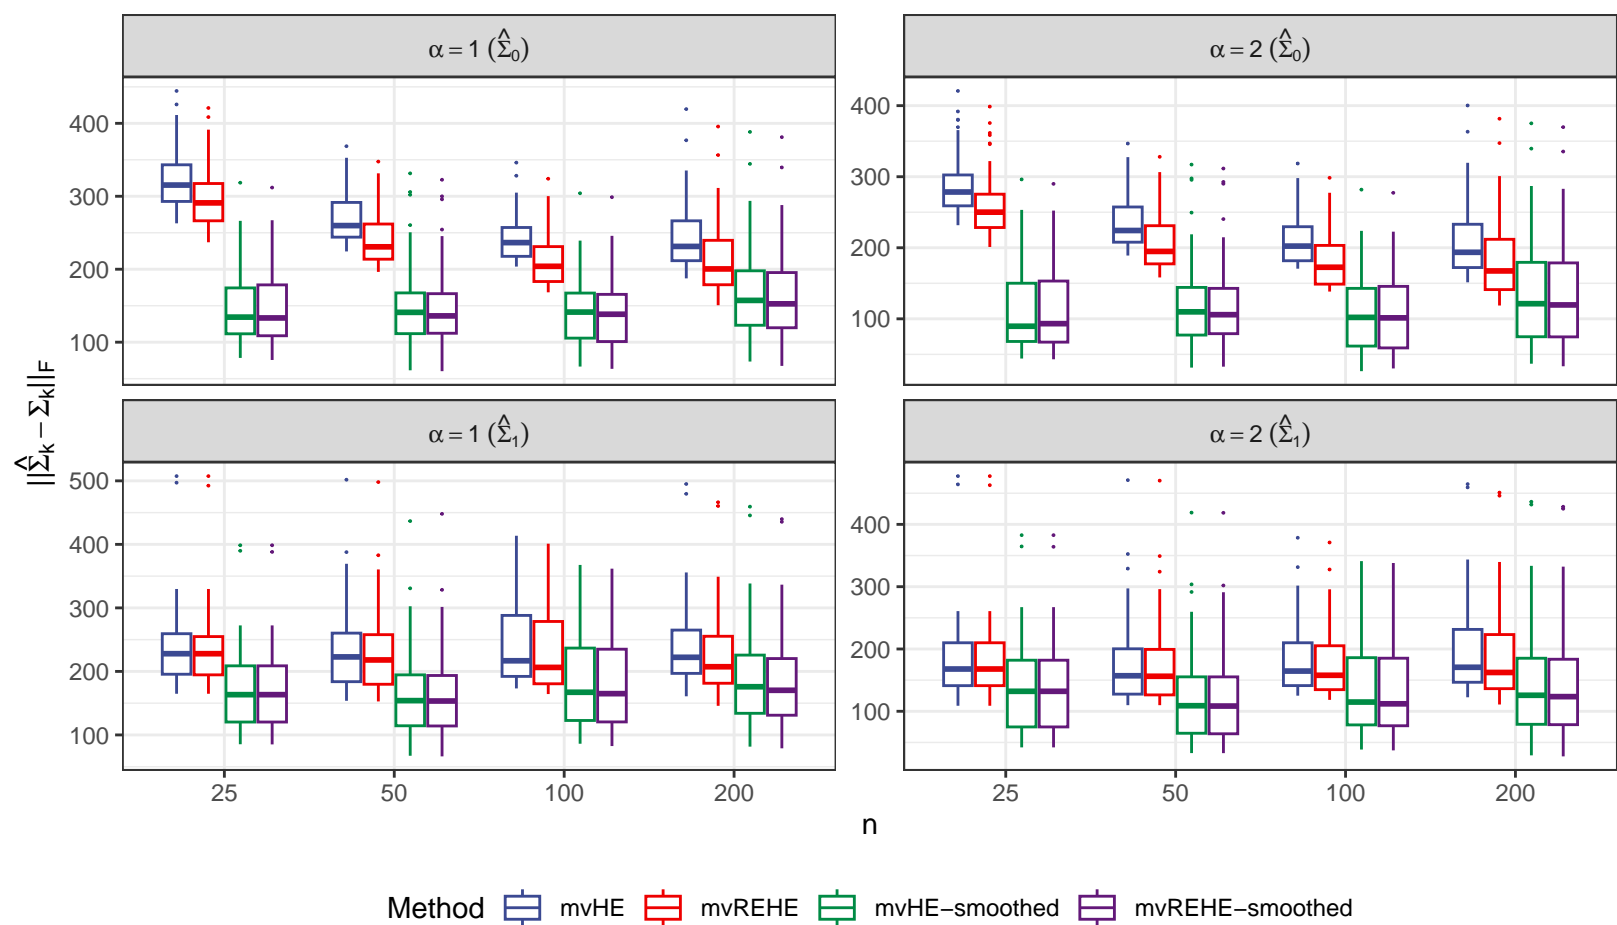 α = 1 (Σ̂₀)
α = 2 (Σ̂₀)
400
300
200
100
400
300
200
100
||Σ̂ₖ − Σₖ||F
α = 1 (Σ̂₁)
α = 2 (Σ̂₁)
500
400
300
200
100
400
300
200
100
25 50 100 200
25 50 100 200
n
Method mvHE mvREHE mvHE−smoothed mvREHE−smoothed